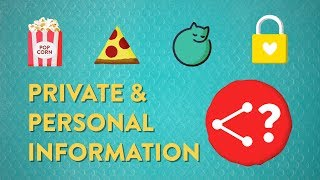 POP
CORN
PRIVATE &
PERSONAL
INFORMATION
?